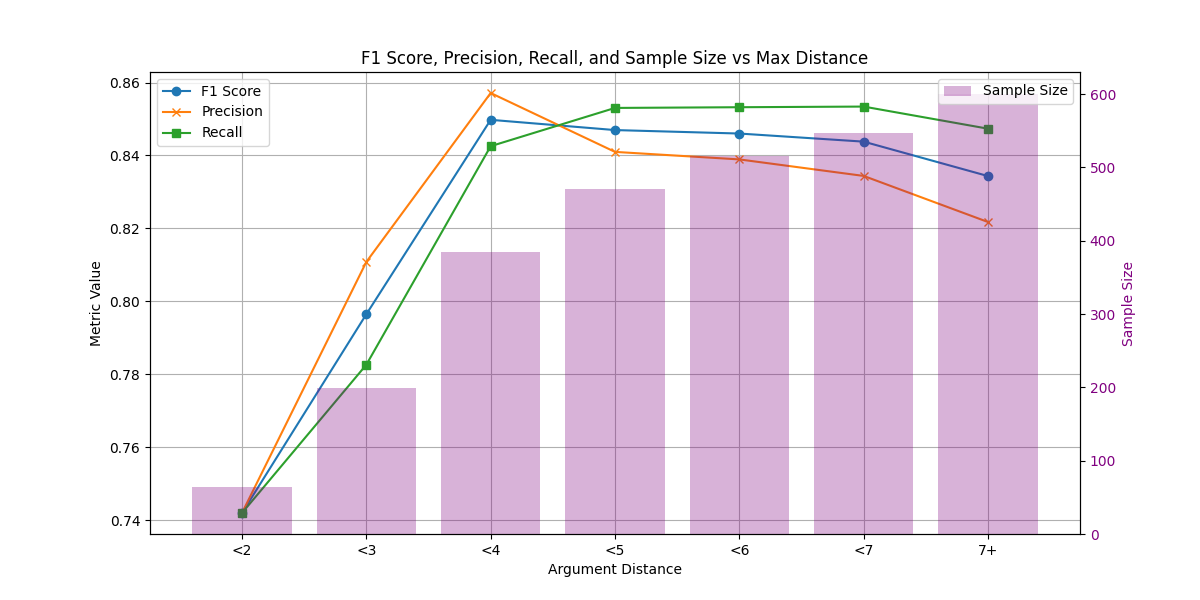 F1 Score, Precision, Recall, and Sample Size vs Max Distance
F1 Score
Precision
Recall
Sample Size
0.86
0.84
0.82
0.80
0.78
0.76
0.74
Metric Value
600
500
400
300
200
100
0
Sample Size
<2 <3 <4 <5 <6 <7 7+
Argument Distance